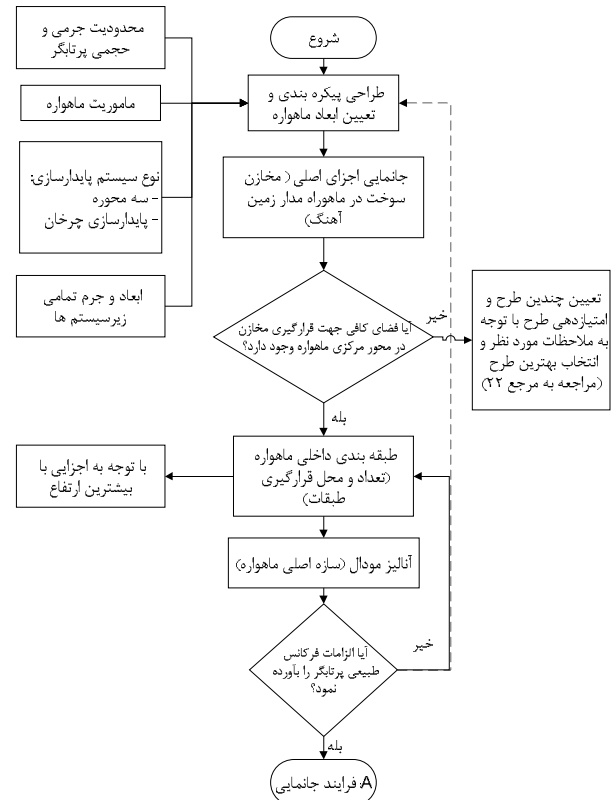 محدودیت جرمی و
حجمی پرتابگر
شروع
ماموریت ماهواره
طراحی پیکره بندی و
تعیین ابعاد ماهواره
نوع سیستم پایدارسازی:
- سه محوره
- پایدارسازی چرخان
جانمایی اجزای اصلی ( مخازن
سوخت در ماهوراه مدار زمین
آهنگ)
ابعاد و جرم تمامی
زیرسیستم ها
آیا فضای کافی جهت قرارگیری مخازن
در محور مرکزی ماهواره وجود دارد؟
خیر
تعیین چندین طرح و
امتیازدهی طرح با توجه
به ملاحظات مورد نظر و
انتخاب بهترین طرح
(مراجعه به مرجع ۲۲)
بله
طبقه بندی داخلی ماهواره
(تعداد و محل قرارگیری
طبقات)
با توجه به اجزایی با
بیشترین ارتفاع
آنالیز مودال (سازه اصلی ماهواره)
آیا الزامات فرکانس
طبیعی پرتابگر را بآورده
نمود؟
خیر
بله
A: فرایند جانمایی